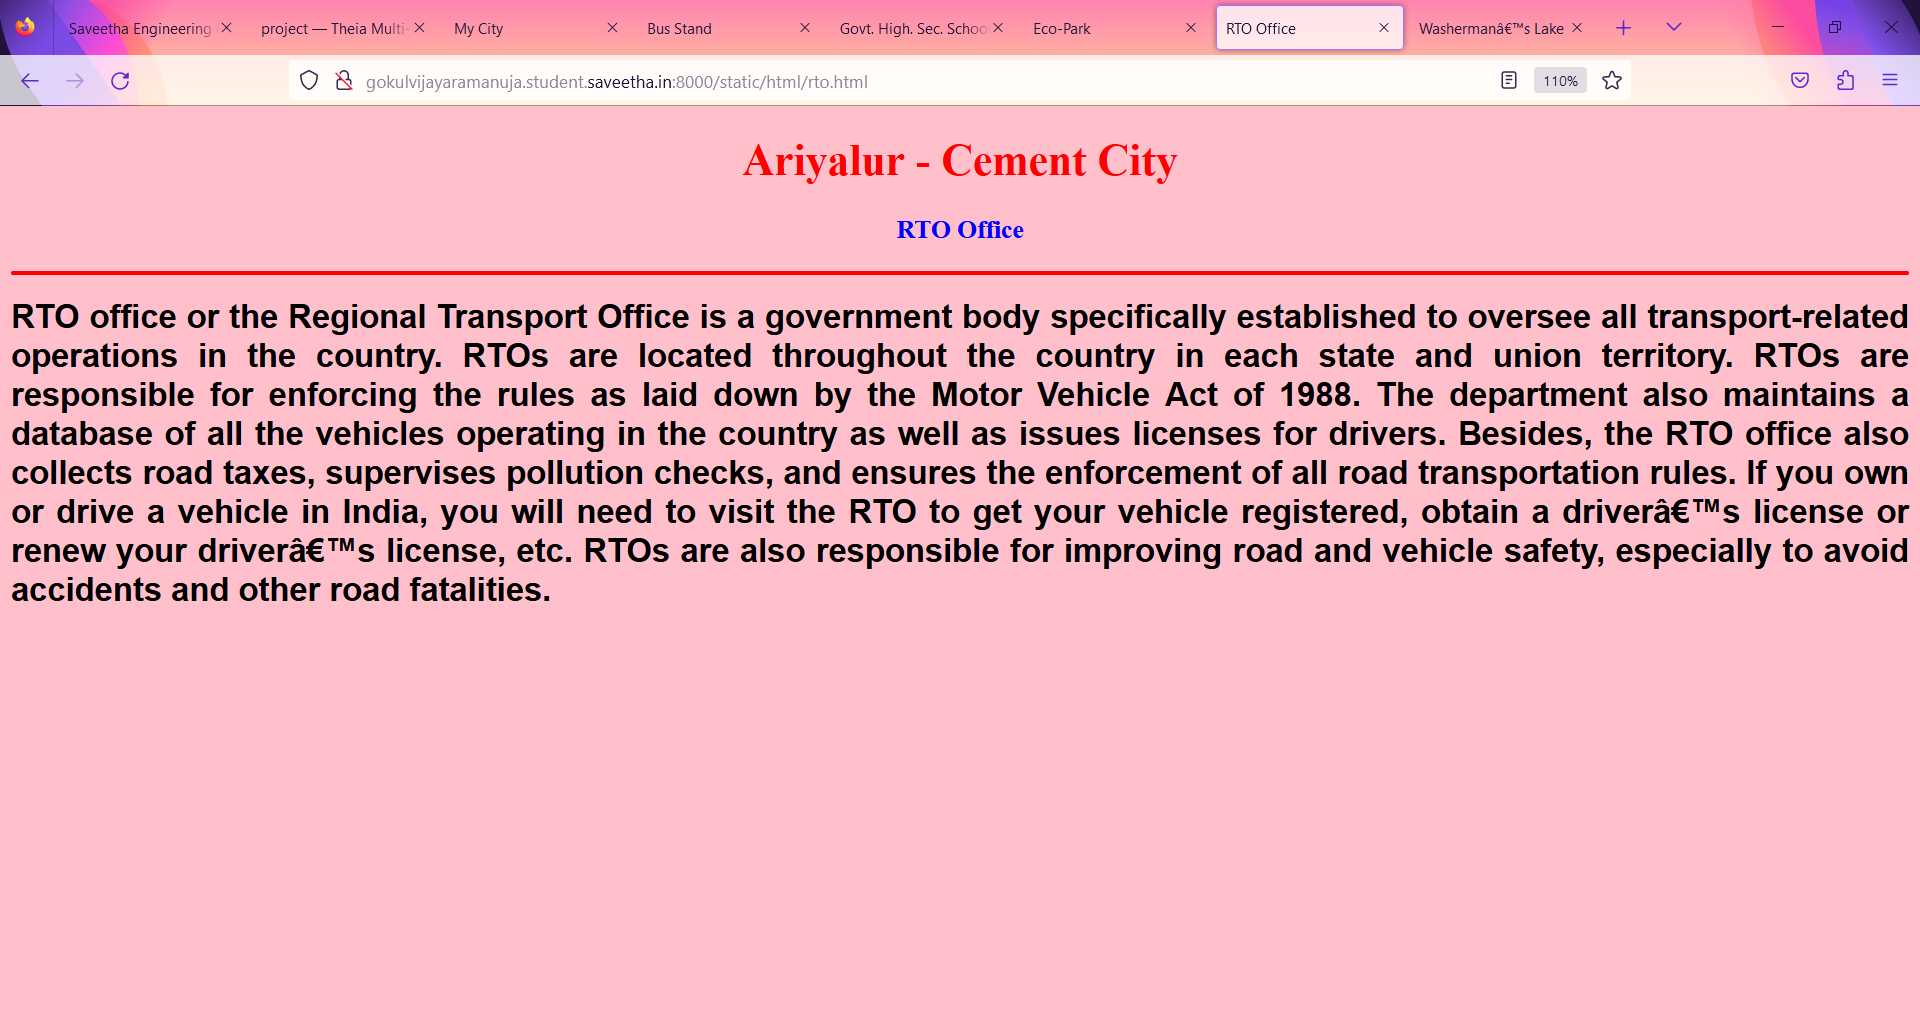 Saveetha Engineering
project — Theia Multi-
My City
Bus Stand
Govt. High. Sec. Schoo
Eco-Park
RTO Office
Washermanâ€™s Lake
gokulvijayaramanuja.student.saveetha.in:8000/static/html/rto.html
110%
Ariyalur - Cement City
RTO Office
RTO office or the Regional Transport Office is a government body specifically established to oversee all transport-related
operations in the country. RTOs are located throughout the country in each state and union territory. RTOs are
responsible for enforcing the rules as laid down by the Motor Vehicle Act of 1988. The department also maintains a
database of all the vehicles operating in the country as well as issues licenses for drivers. Besides, the RTO office also
collects road taxes, supervises pollution checks, and ensures the enforcement of all road transportation rules. If you own
or drive a vehicle in India, you will need to visit the RTO to get your vehicle registered, obtain a driverâ€™s license or
renew your driverâ€™s license, etc. RTOs are also responsible for improving road and vehicle safety, especially to avoid
accidents and other road fatalities.